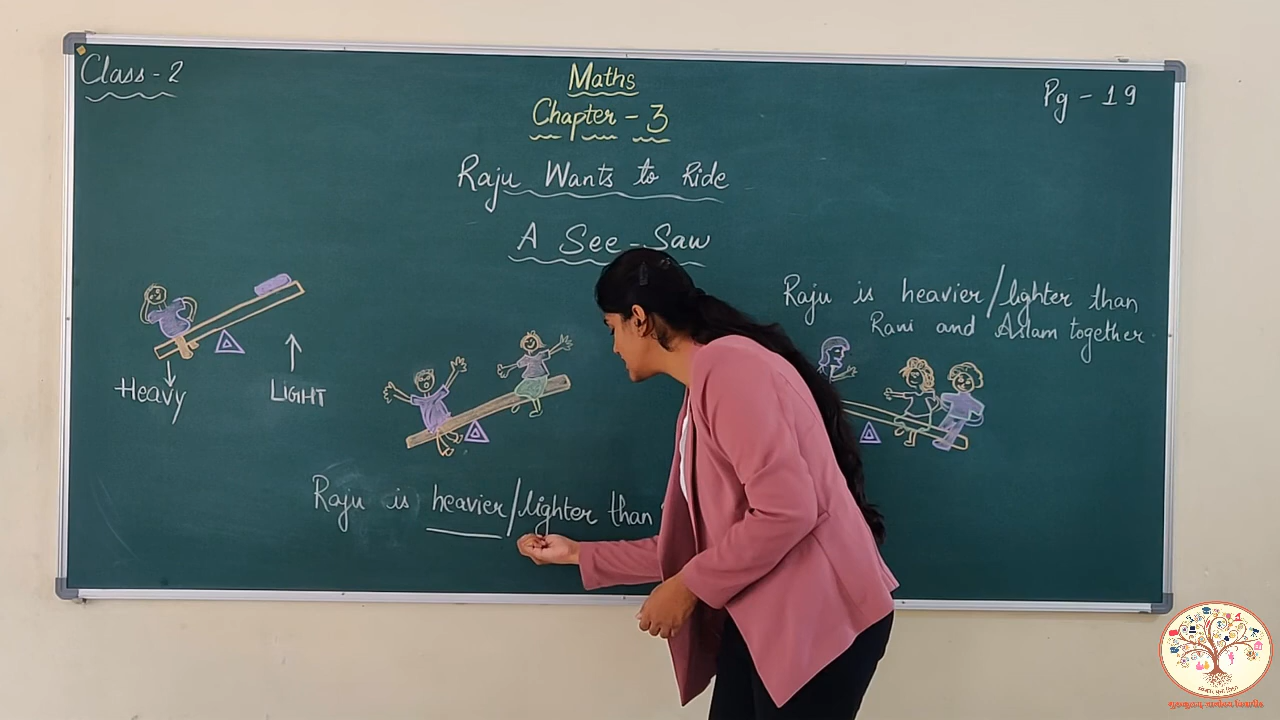 Class-2
Maths
Pg - 19
Chapter - 3
Raju Wants to Ride
A See-Saw
Raju is heavier/lighter than
Rani and Aslam together.
HEAVY
LIGHT
Raju is heavier/lighter than